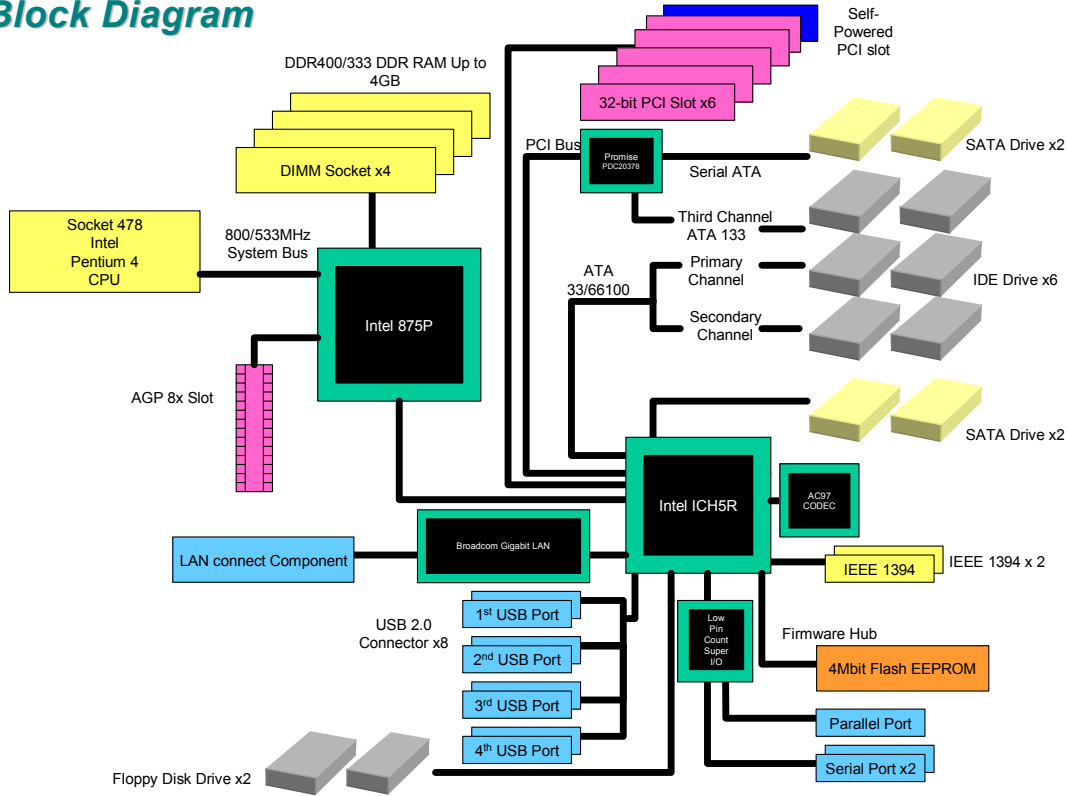 Block Diagram
Self-
Powered
PCI slot
DDR400/333 DDR RAM Up to
4GB
32-bit PCI Slot x6
DIMM Socket x4
PCI Bus
Promise
PDC20378
Serial ATA
SATA Drive x2
Socket 478
Intel
Pentium 4
CPU
800/533MHz
System Bus
Third Channel
ATA 133
ATA
33/66100
Primary
Channel
IDE Drive x6
Secondary
Channel
Intel 875P
AGP 8x Slot
SATA Drive x2
Intel ICH5R
AC97
CODEC
LAN connect Component
Broadcom Gigabit LAN
IEEE 1394
IEEE 1394 x 2
USB 2.0
Connector x8
1st USB Port
2nd USB Port
3rd USB Port
4th USB Port
Low
Pin
Count
Super
I/O
Firmware Hub
4Mbit Flash EEPROM
Parallel Port
Serial Port x2
Floppy Disk Drive x2